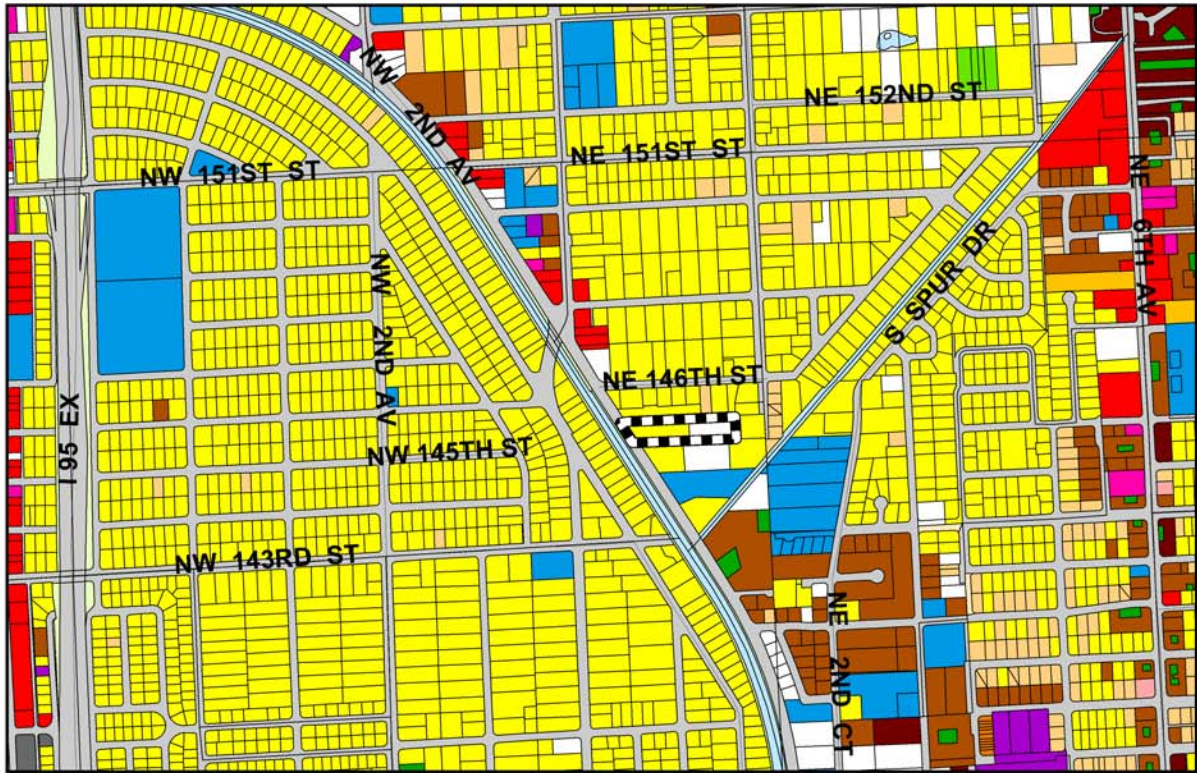 NW 2ND AV
NE 152ND ST
NE 151ST ST
NW 151ST ST
NE 6TH AV
S SPUR DR
NW 2ND AV
NE 146TH ST
I 95 EX
NW 145TH ST
NW 143RD ST
NE 2ND CT